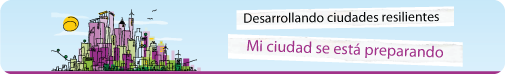 Desarrollando ciudades resilientes
Mi ciudad se está preparando